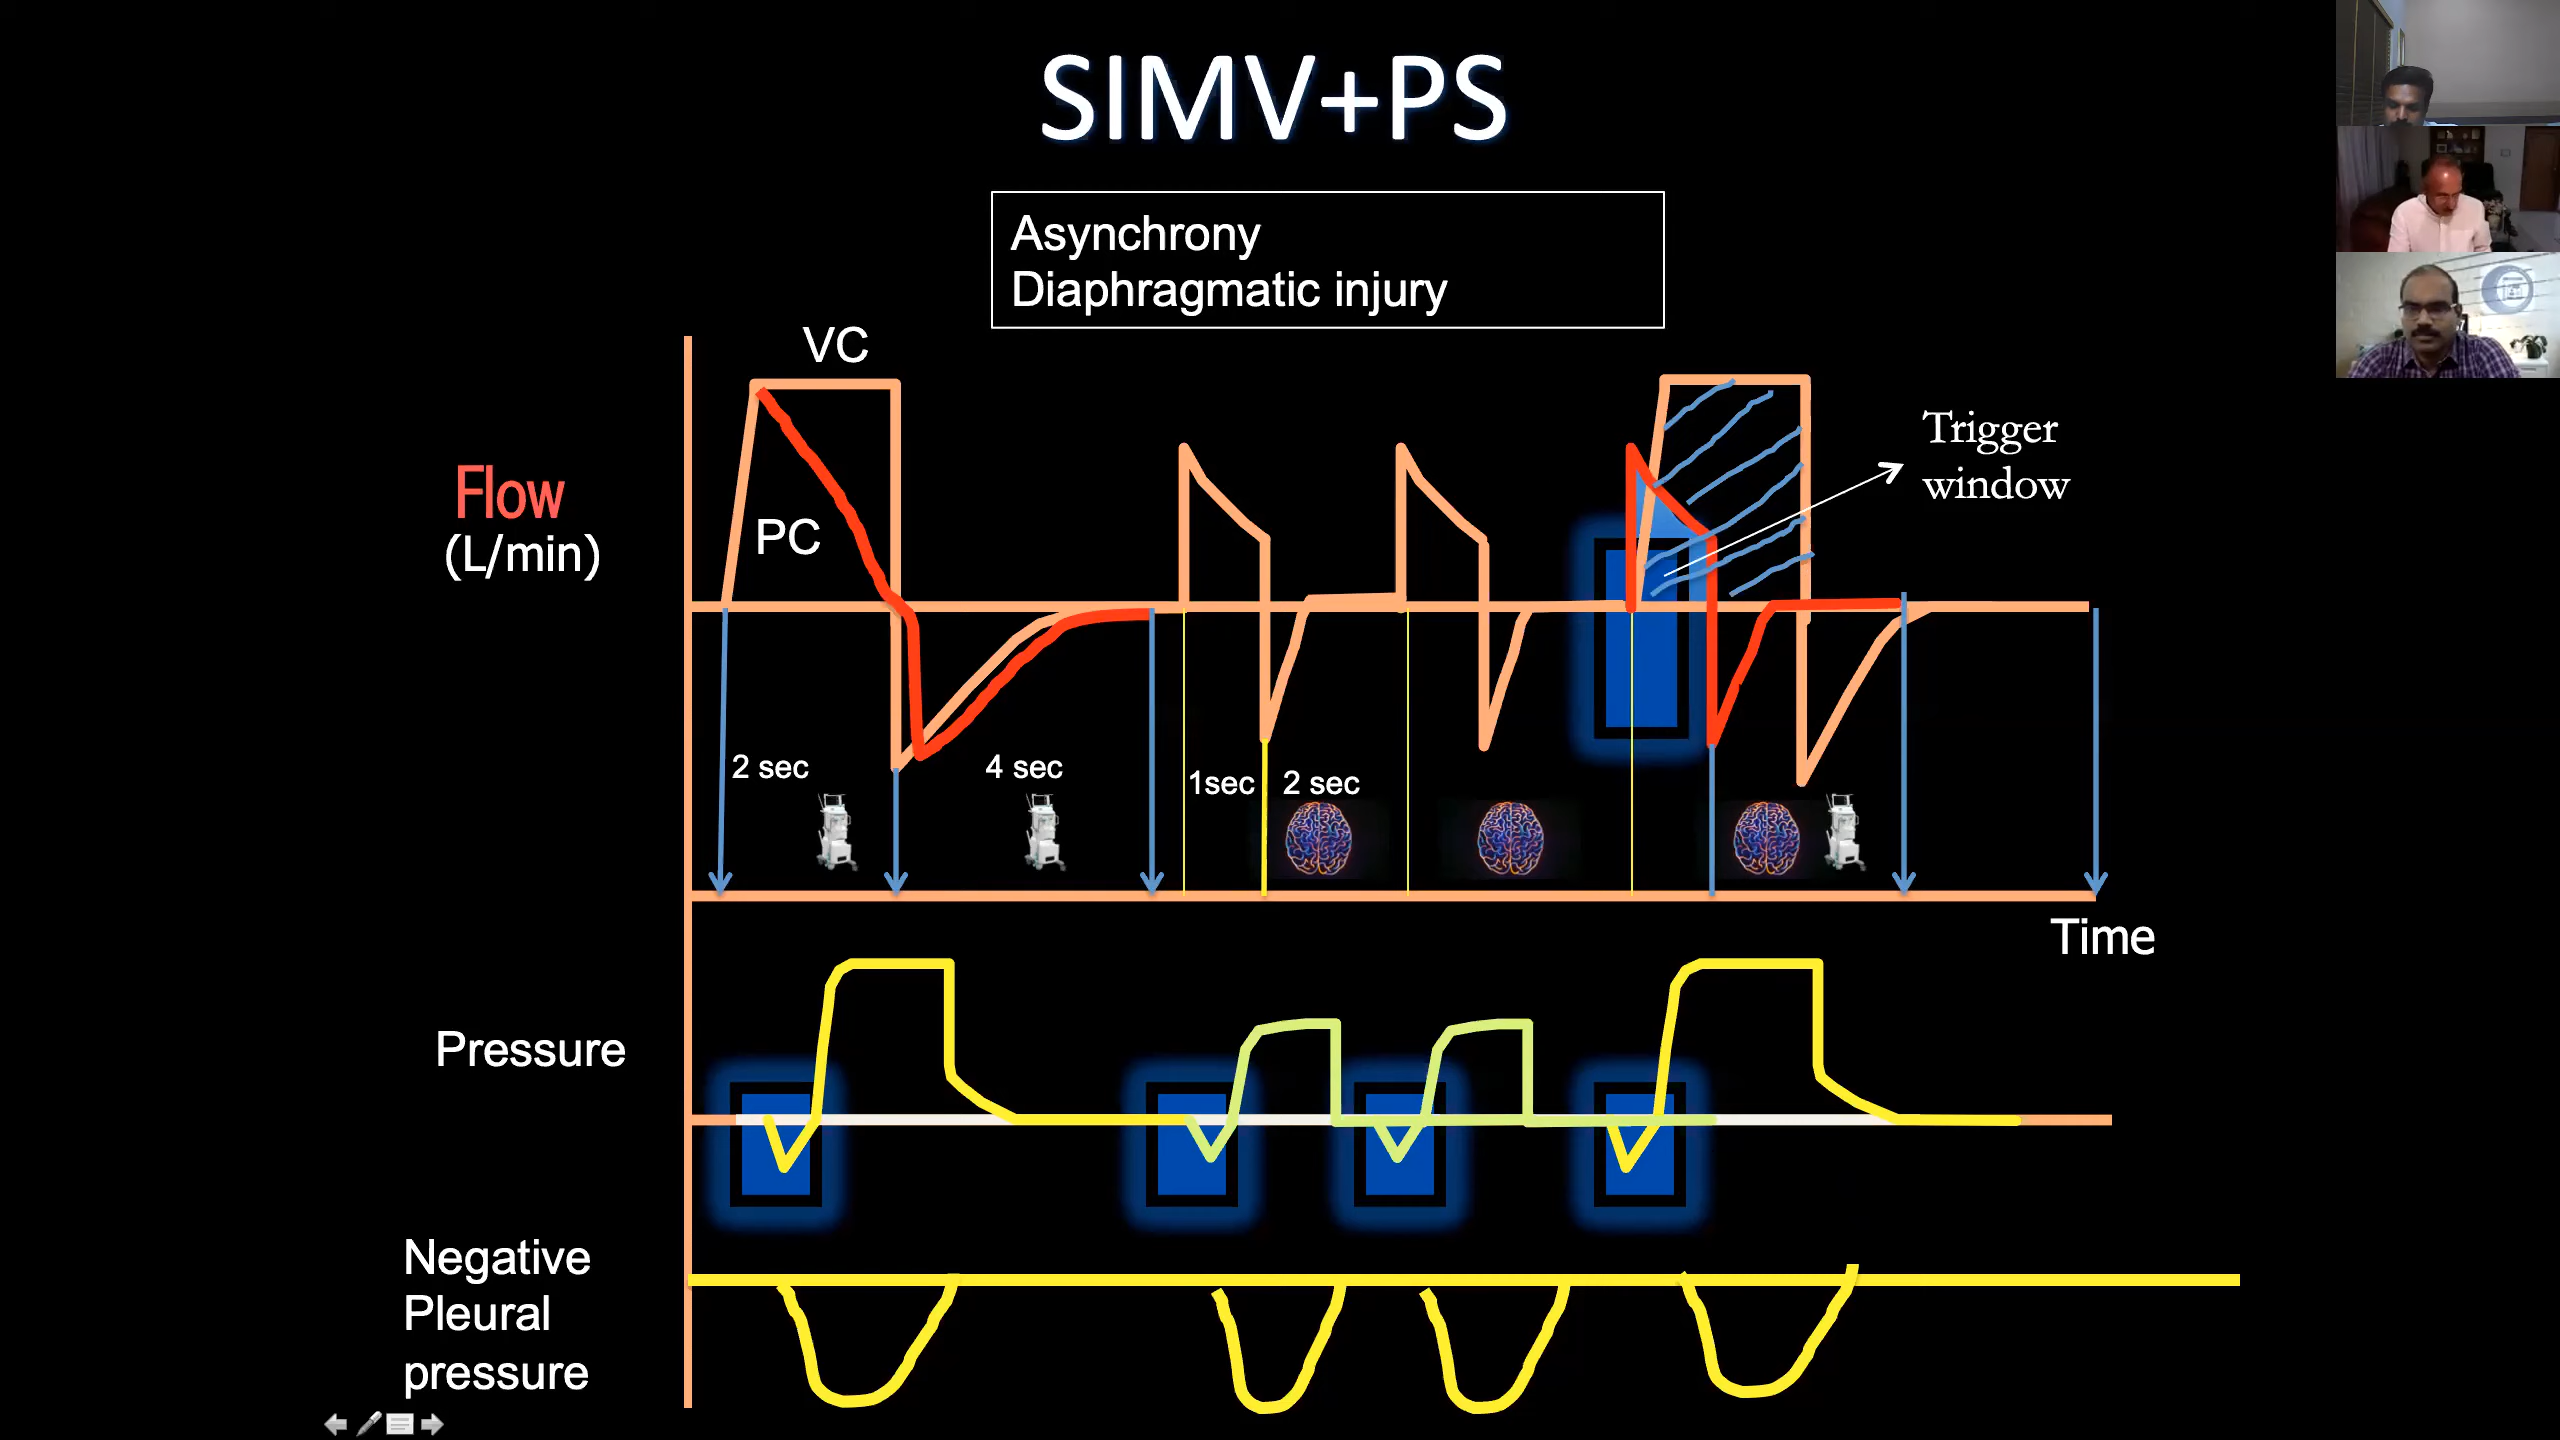 SIMV+PS
Asynchrony
Diaphragmatic injury
VC
Flow
(L/min)
PC
Trigger
window
2 sec
4 sec
1sec
2 sec
Time
Pressure
Negative
Pleural
pressure